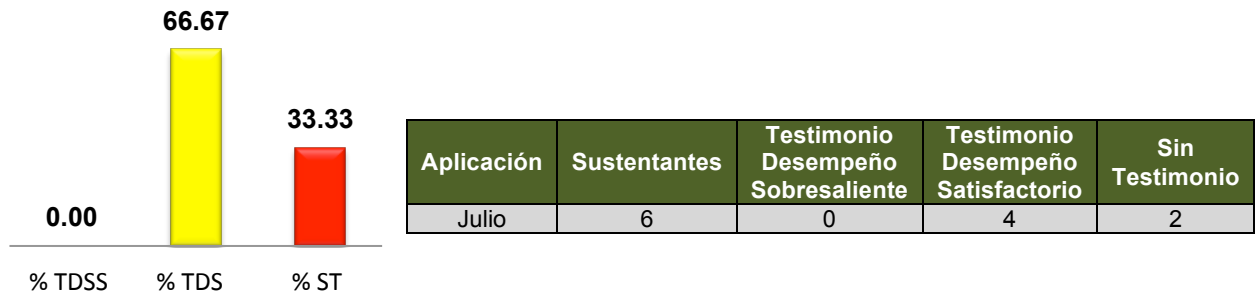 66.67
33.33
0.00
% TDSS % TDS % ST
Aplicación Sustentantes Testimonio Desempeño Sobresaliente Testimonio Desempeño Satisfactorio Sin Testimonio
Julio 6 0 4 2